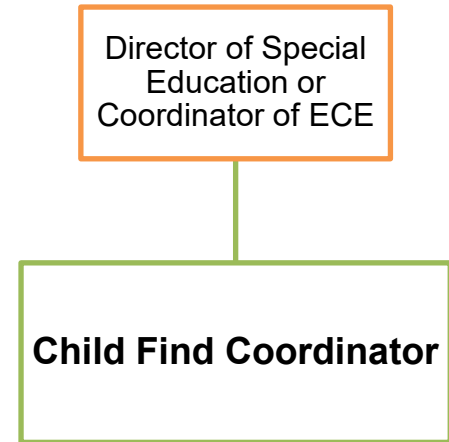 Director of Special
Education or
Coordinator of ECE
Child Find Coordinator